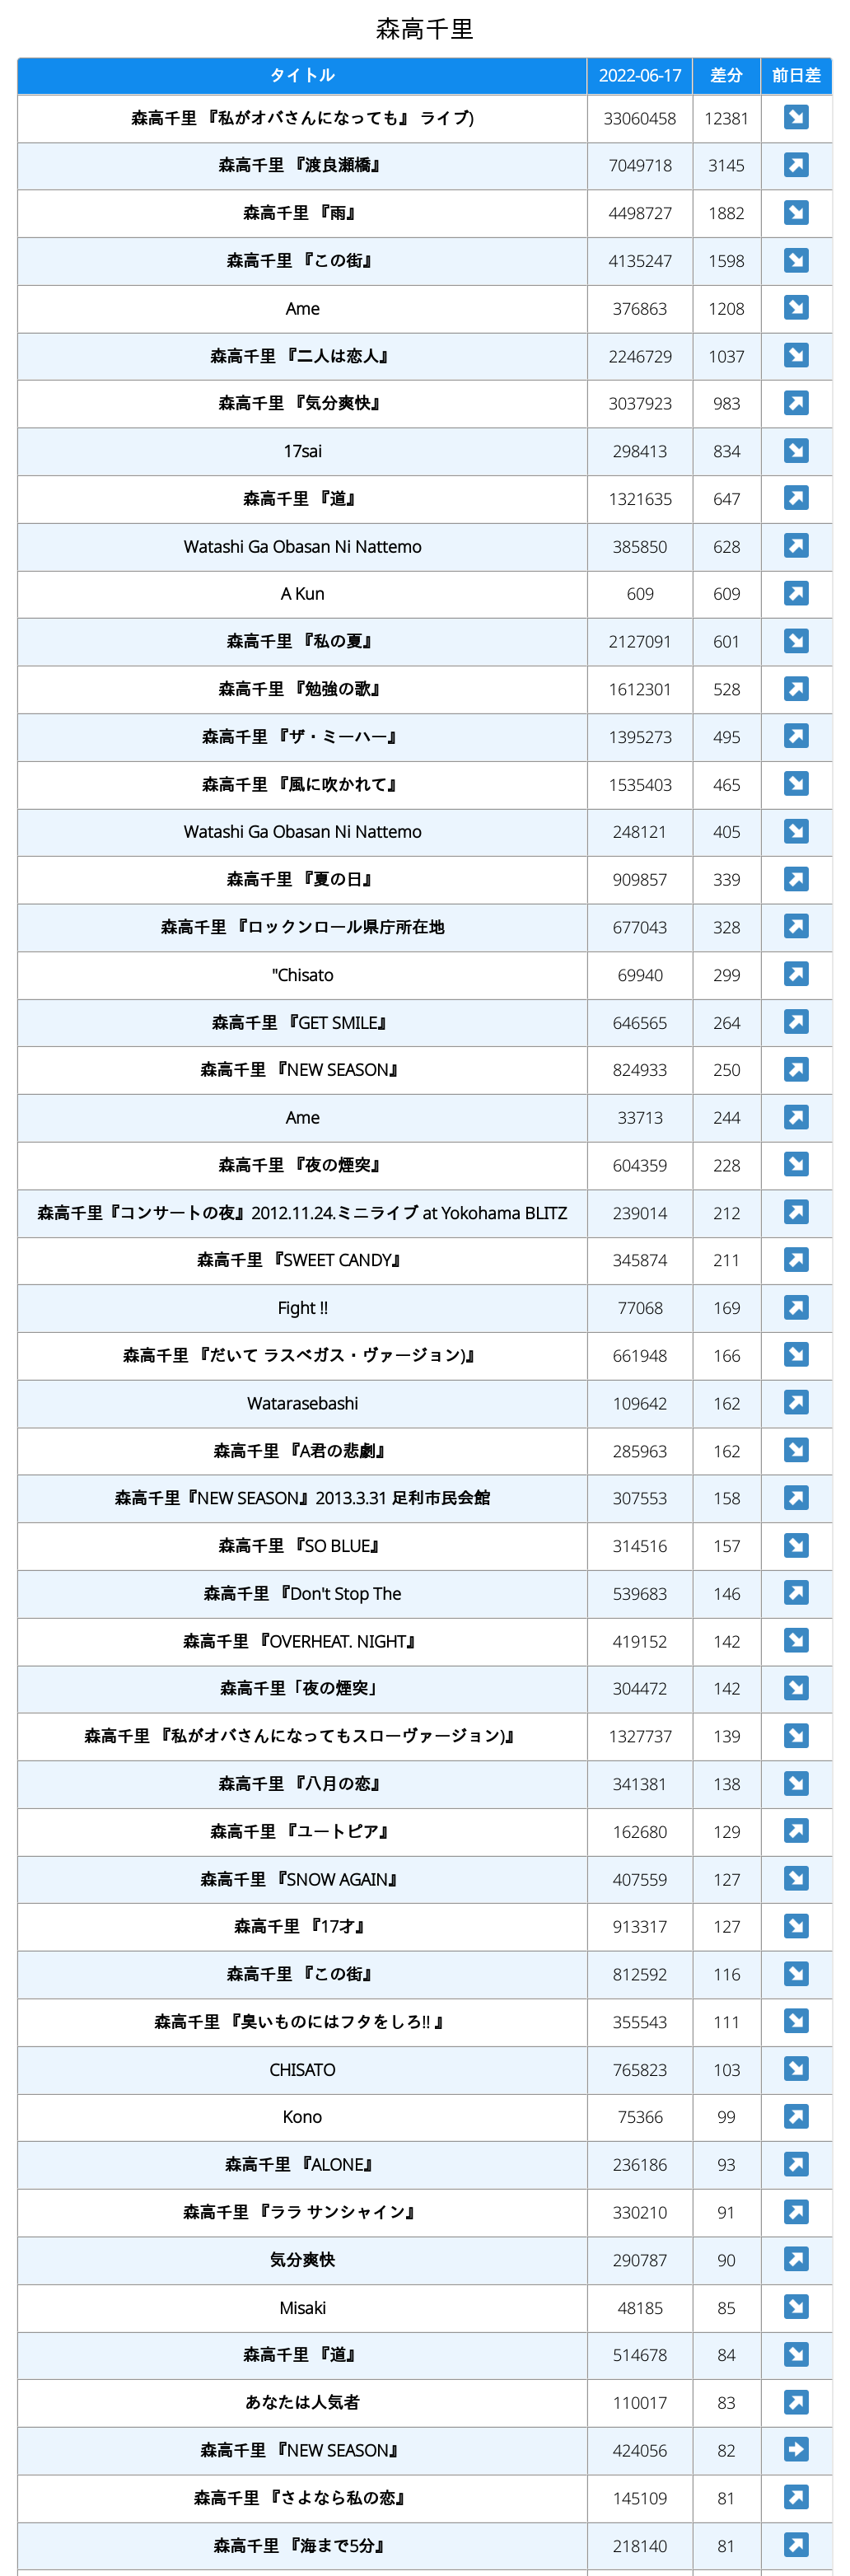 森高千里
タイトル 2022-06-17 差分 前日差
森高千里 『私がオバさんになっても』 ライブ) 33060458 12381
森高千里 『渡良瀬橋』 7049718 3145
森高千里 『雨』 4498727 1882
森高千里 『この街』 4135247 1598
Ame 376863 1208
森高千里 『二人は恋人』 2246729 1037
森高千里 『気分爽快』 3037923 983
17sai 298413 834
森高千里 『道』 1321635 647
Watashi Ga Obasan Ni Nattemo 385850 628
A Kun 609 609
森高千里 『私の夏』 2127091 601
森高千里 『勉強の歌』 1612301 528
森高千里 『ザ・ミーハー』 1395273 495
森高千里 『風に吹かれて』 1535403 465
Watashi Ga Obasan Ni Nattemo 248121 405
森高千里 『夏の日』 909857 339
森高千里 『ロックンロール県庁所在地 677043 328
"Chisato 69940 299
森高千里 『GET SMILE』 646565 264
森高千里 『NEW SEASON』 824933 250
Ame 33713 244
森高千里 『夜の煙突』 604359 228
森高千里『コンサートの夜』2012.11.24.ミニライブ at Yokohama BLITZ 239014 212
森高千里 『SWEET CANDY』 345874 211
Fight !! 77068 169
森高千里 『だいて ラスベガス・ヴァージョン)』 661948 166
Watarasebashi 109642 162
森高千里 『A君の悲劇』 285963 162
森高千里『NEW SEASON』2013.3.31 足利市民会館 307553 158
森高千里 『SO BLUE』 314516 157
森高千里 『Don't Stop The 539683 146
森高千里 『OVERHEAT. NIGHT』 419152 142
森高千里「夜の煙突」 304472 142
森高千里 『私がオバさんになってもスローヴァージョン)』 1327737 139
森高千里 『八月の恋』 341381 138
森高千里 『ユートピア』 162680 129
森高千里 『SNOW AGAIN』 407559 127
森高千里 『17才』 913317 127
森高千里 『この街』 812592 116
森高千里 『臭いものにはフタをしろ!! 』 355543 111
CHISATO 765823 103
Kono 75366 99
森高千里 『ALONE』 236186 93
森高千里 『ララ サンシャイン』 330210 91
気分爽快 290787 90
Misaki 48185 85
森高千里 『道』 514678 84
あなたは人気者 110017 83
森高千里 『NEW SEASON』 424056 82
森高千里 『さよなら私の恋』 145109 81
森高千里 『海まで5分』 218140 81